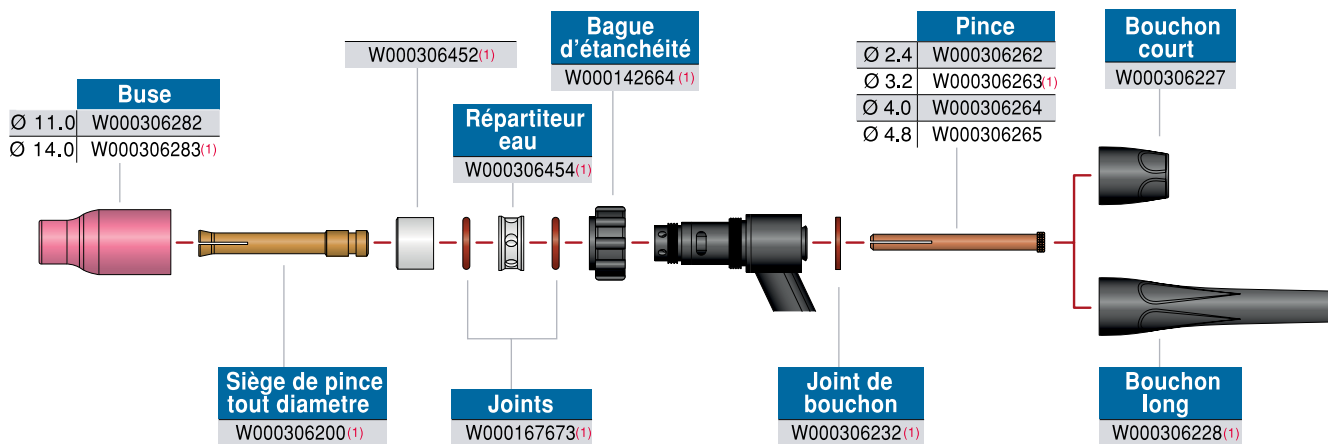 Buse
Ø 11.0 W000306282
Ø 14.0 W000306283(1)
W000306452(1)
Répartiteur
eau
W000306454(1)
Bague
d'étanchéité
W000142664 (1)
Pince
Ø 2.4 W000306262
Ø 3.2 W000306263(1)
Ø 4.0 W000306264
Ø 4.8 W000306265
Bouchon
court
W000306227
Siège de pince
tout diametre
W000306200(1)
Joints
W000167673(1)
Joint de
bouchon
W000306232(1)
Bouchon
long
W000306228(1)